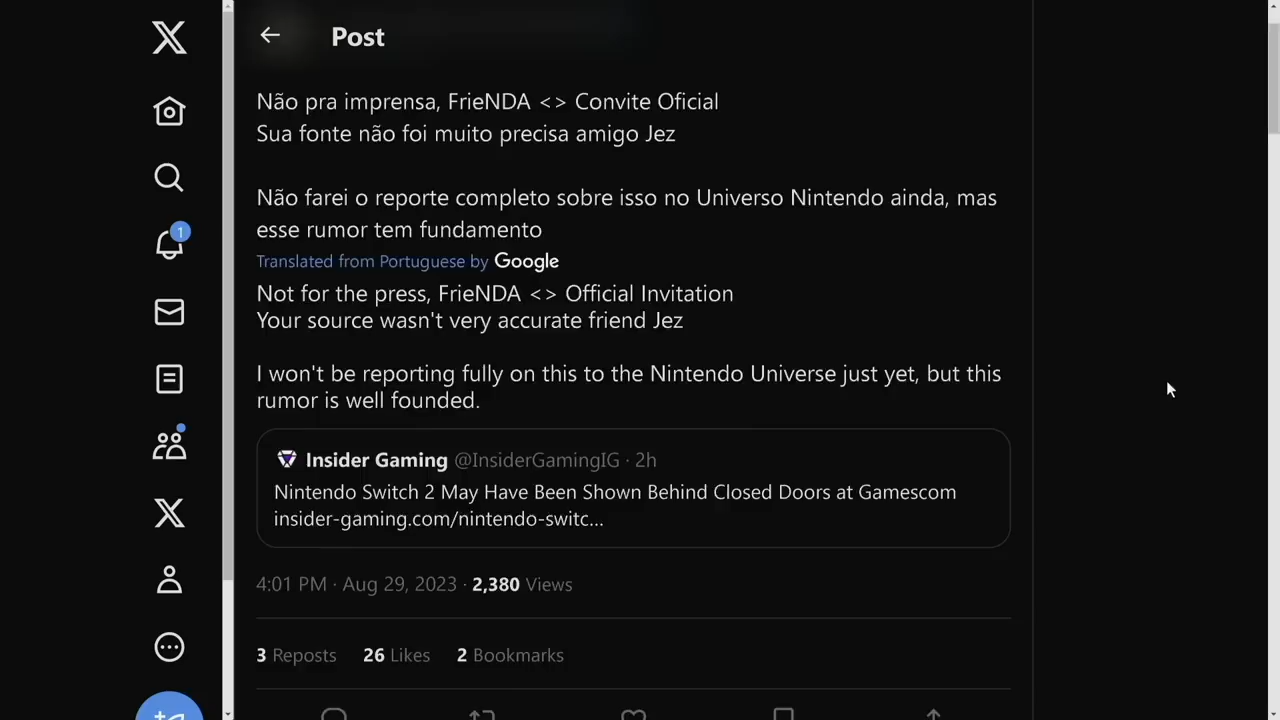 Post
Não pra imprensa, FrieNDA <> Convite Oficial
Sua fonte não foi muito precisa amigo Jez
Não farei o reporte completo sobre isso no Universo Nintendo ainda, mas
esse rumor tem fundamento
Translated from Portuguese by Google
Not for the press, FrieNDA <> Official Invitation
Your source wasn't very accurate friend Jez
I won't be reporting fully on this to the Nintendo Universe just yet, but this
rumor is well founded.
Insider Gaming @InsiderGamingIG · 2h
Nintendo Switch 2 May Have Been Shown Behind Closed Doors at Gamescom
insider-gaming.com/nintendo-switc...
4:01 PM · Aug 29, 2023 · 2,380 Views
3 Reposts 26 Likes 2 Bookmarks
1